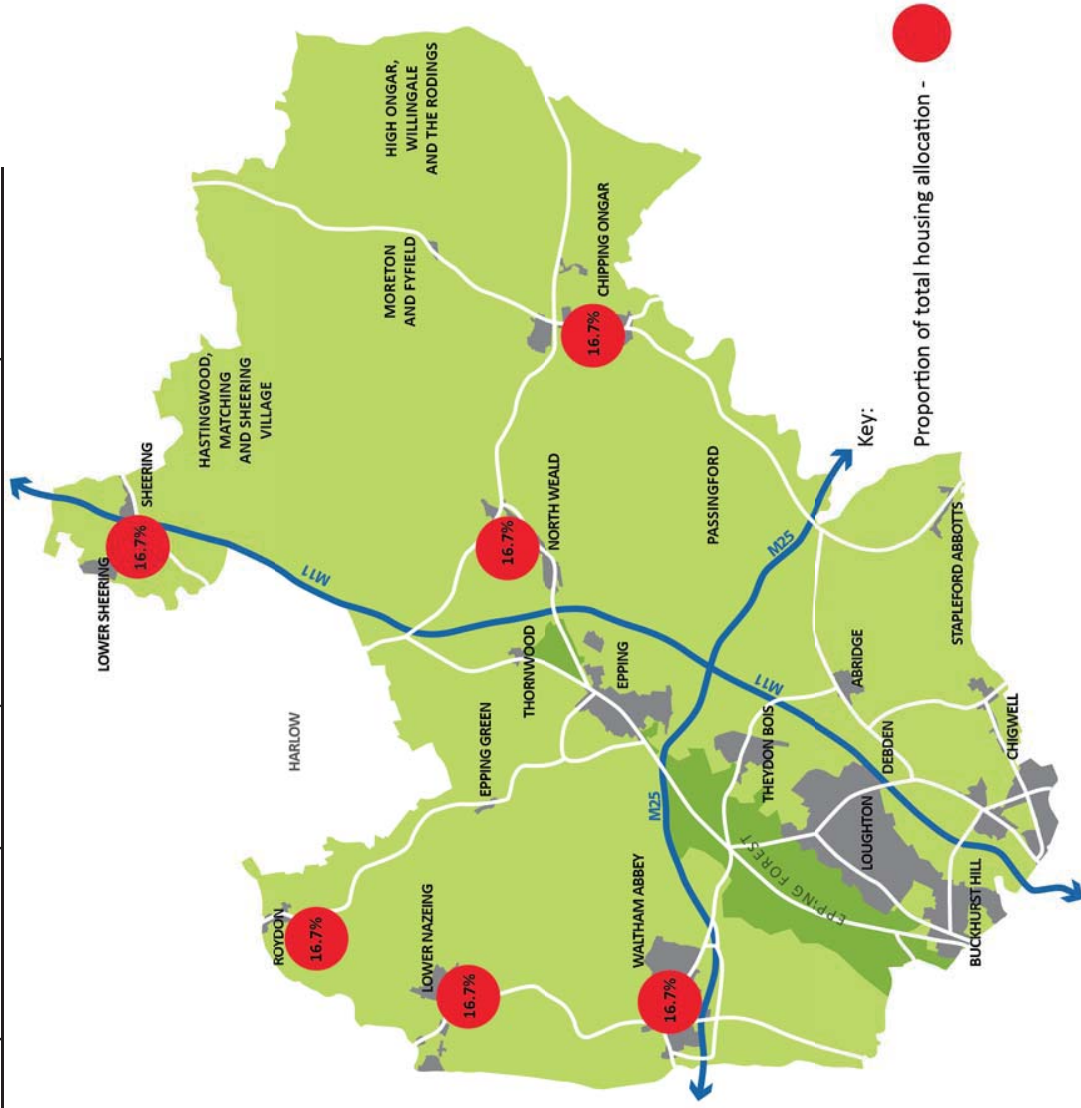 LOWER SHEERING
16.7%
SHEERING
HASTINGWOOD,
MATCHING
AND SHEERING
VILLAGE
M11
HARLOW
MORETON
AND FYFIELD
HIGH ONGAR,
WILLINGALE
AND THE RODINGS
ROYDON
16.7%
EPPING GREEN
THORNWOOD
16.7%
NORTH WEALD
16.7%
CHIPPING ONGAR
LOWER NAZEING
16.7%
EPPING
PASSINGFORD
WALTHAM ABBEY
16.7%
M25
M25
M11
THEYDON BOIS
ABRIDGE
EPPING FOREST
LOUGHTON
DEBDEN
STAPLEFORD ABBOTTS
BUCKHURST HILL
CHIGWELL
Key:
Proportion of total housing allocation -